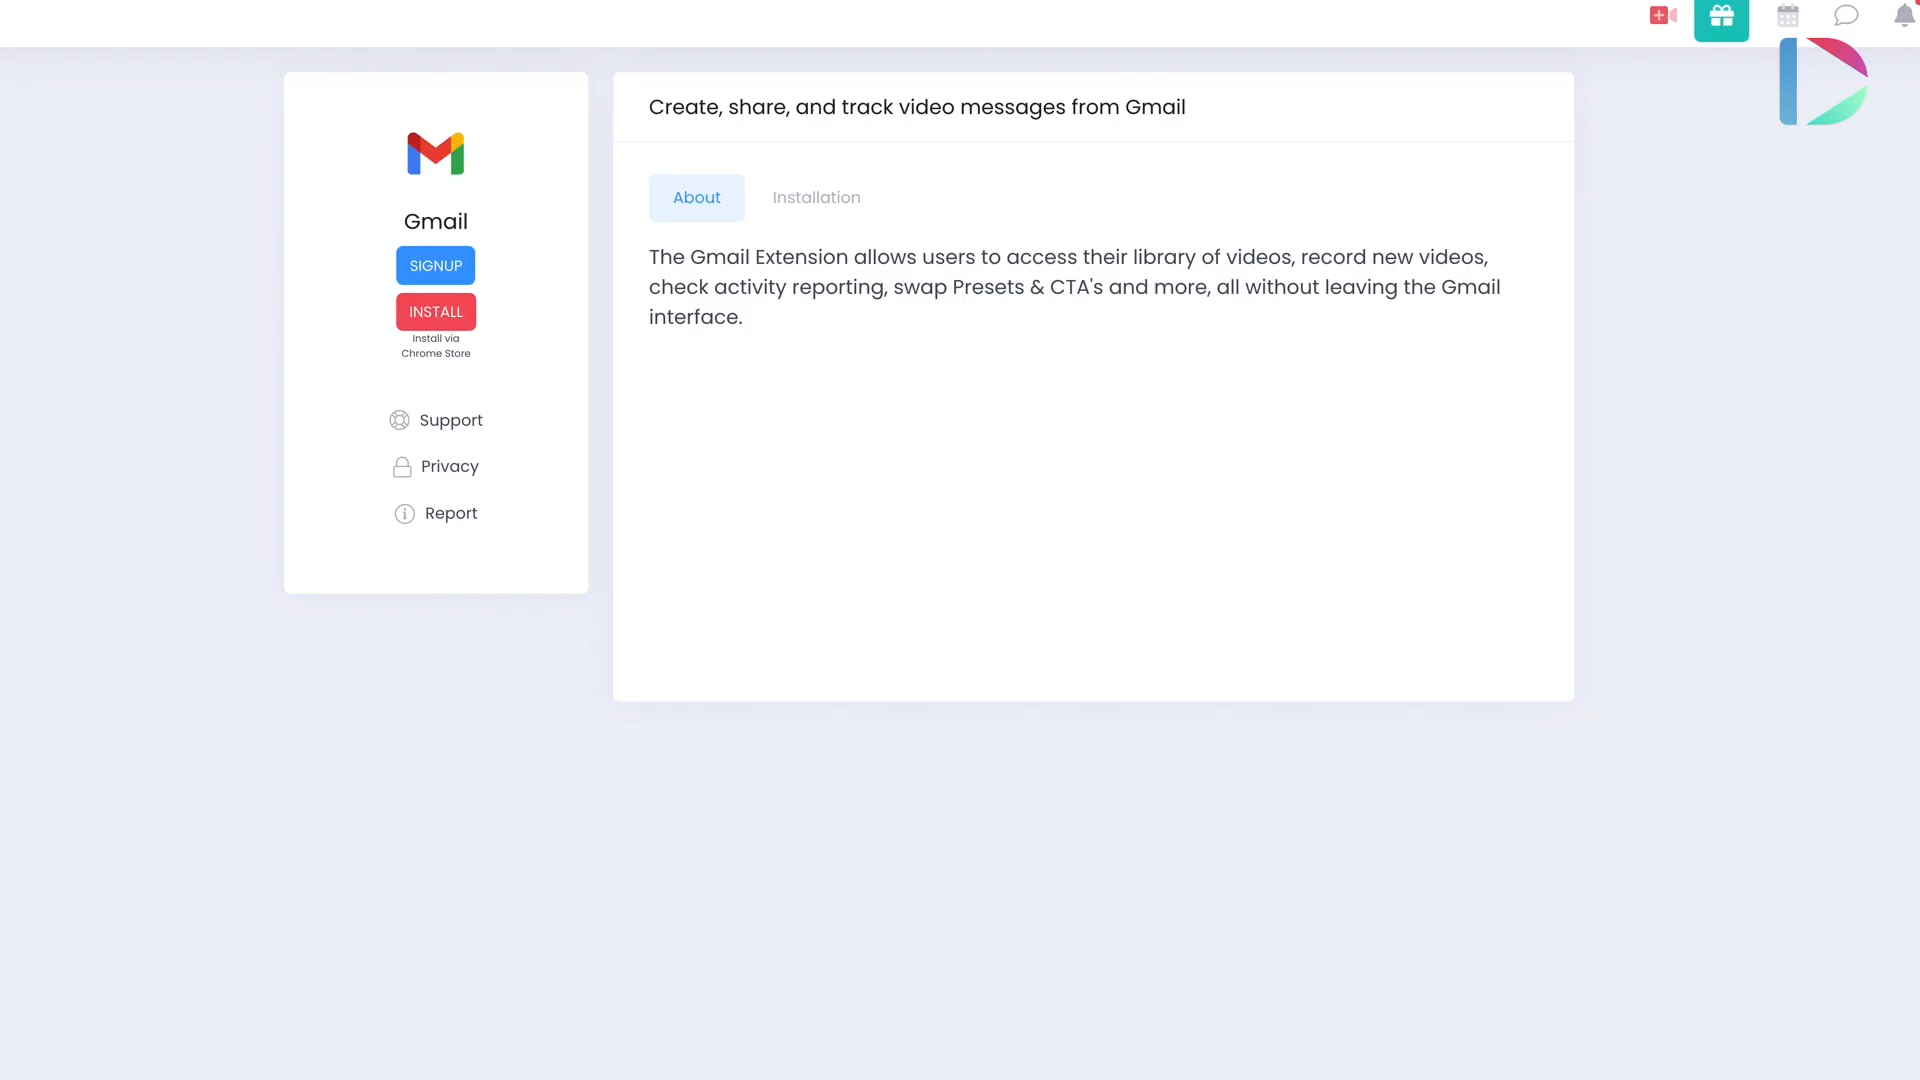 Create, share, and track video messages from Gmail
Gmail
SIGNUP
INSTALL
Install via
Chrome Store
Support
Privacy
Report
About
Installation
The Gmail Extension allows users to access their library of videos, record new videos,
check activity reporting, swap Presets & CTA's and more, all without leaving the Gmail
interface.